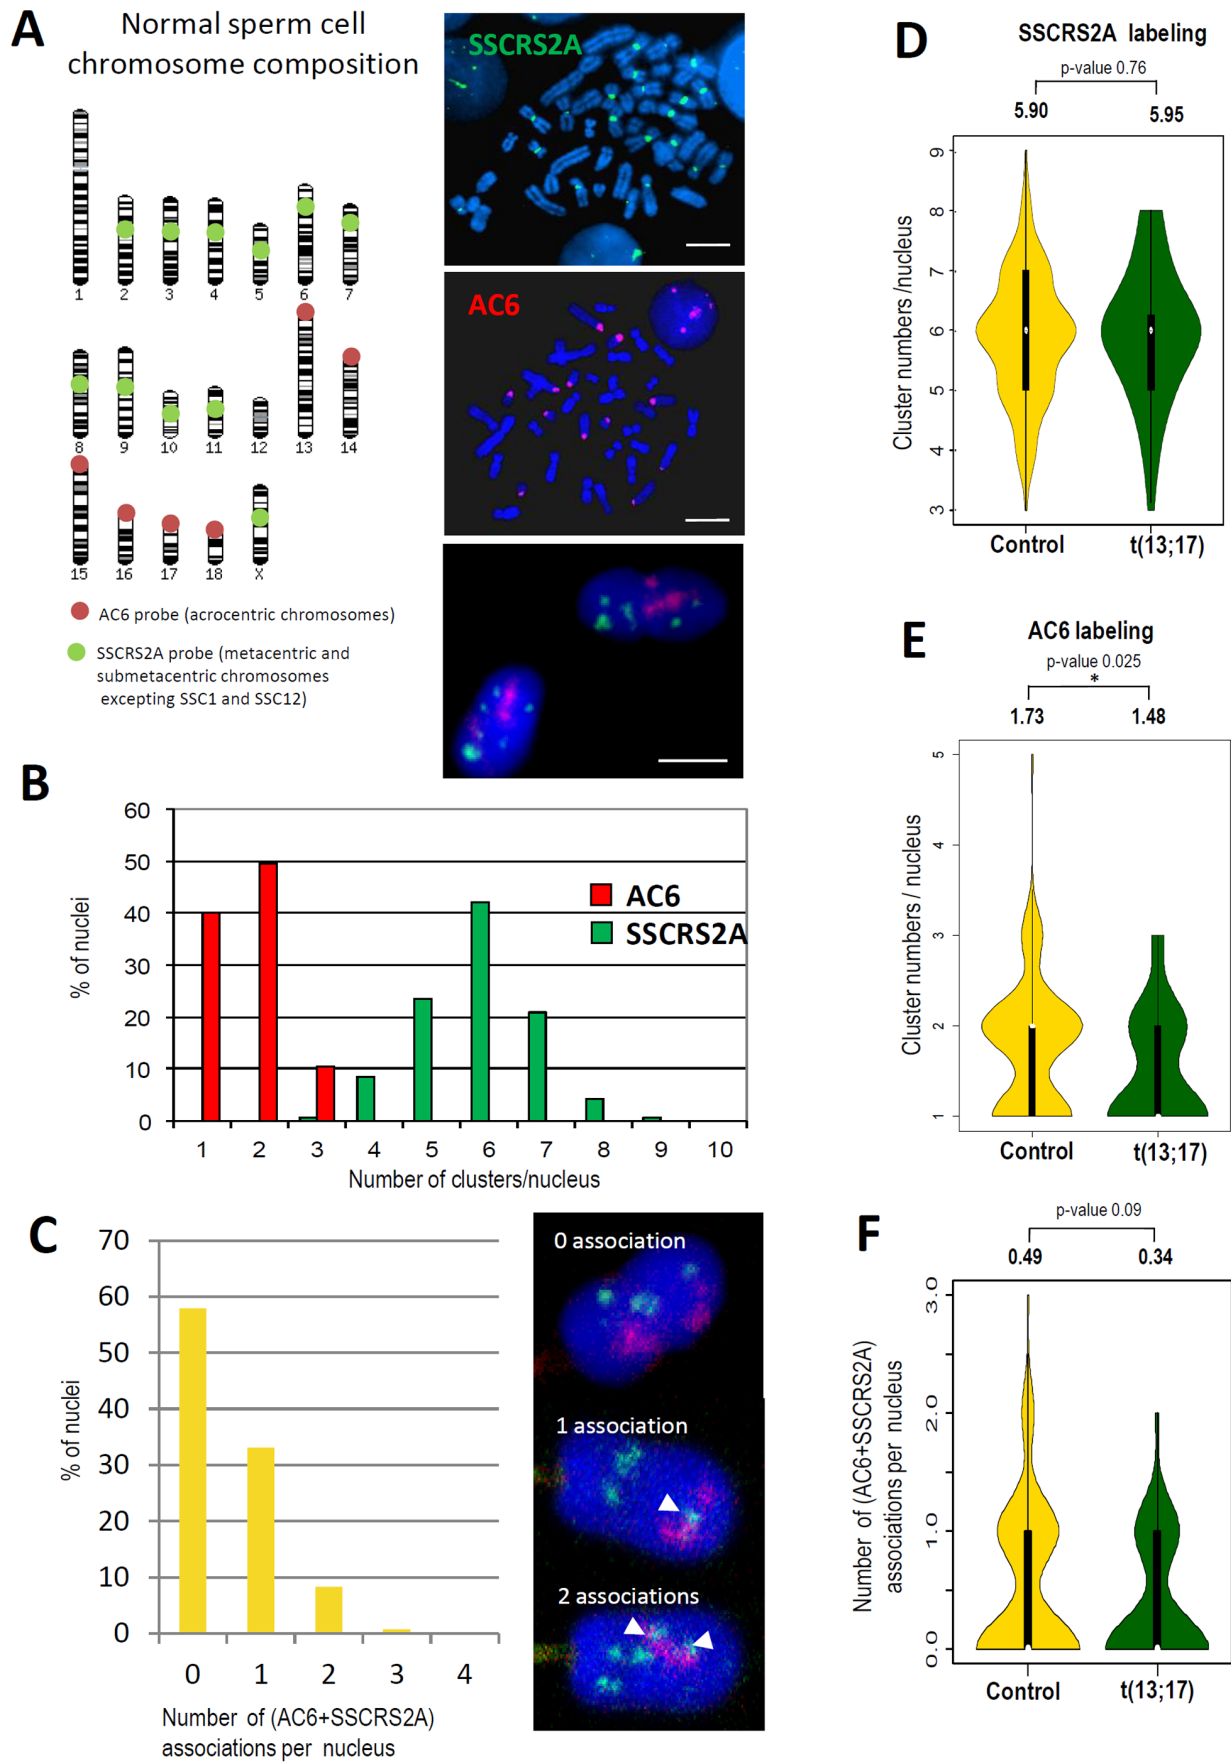 A
Normal sperm cell
chromosome composition
1 2 3 4 5 6 7
8 9 10 11 12 13 14
15 16 17 18 X
AC6 probe (acrocentric chromosomes)
SSCRS2A probe (metacentric and
submetacentric chromosomes
excepting SSC1 and SSC12)
SSCRS2A
AC6
B
60
50
40
30
20
10
0
% of nuclei
AC6
SSCRS2A
1 2 3 4 5 6 7 8 9 10
Number of clusters/nucleus
C
70
60
50
40
30
20
10
0
% of nuclei
0 1 2 3 4
Number of (AC6+SSCRS2A)
associations per nucleus
0 association
1 association
2 associations
D
SSCRS2A labeling
p-value 0.76
5.90 5.95
9
8
7
6
5
4
3
Cluster numbers /nucleus
Control t(13;17)
E
AC6 labeling
p-value 0.025
*
1.73 1.48
5
4
3
2
1
Cluster numbers / nucleus
Control t(13;17)
F
p-value 0.09
0.49 0.34
3.0
2.0
1.0
0.0
Number of (AC6+SSCRS2A)
associations per nucleus
Control t(13;17)